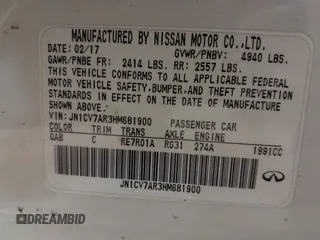 MANUFACTURED BY NISSAN MOTOR CO.,LTD.
DATE: 02/17 GVWR/PNBV: 4940 LBS.
GAWR/PNBE FR: 2414 LBS. RR: 2557 LBS.
THIS VEHICLE CONFORMS TO ALL APPLICABLE FEDERAL
MOTOR VEHICLE SAFETY,BUMPER,AND THEFT
PREVENTION STANDARDS IN EFFECT ON THE DATE OF MANUFACTURE
SHOWN ABOVE.
VIN: JN1CV7AR3HM681900 PASSENGER CAR
COLOR TRIM TRANS AXLE ENGINE
QAB C RE7R01A RG31 274A 1991CC
JN1CV7AR3HM681900
DREAMBID